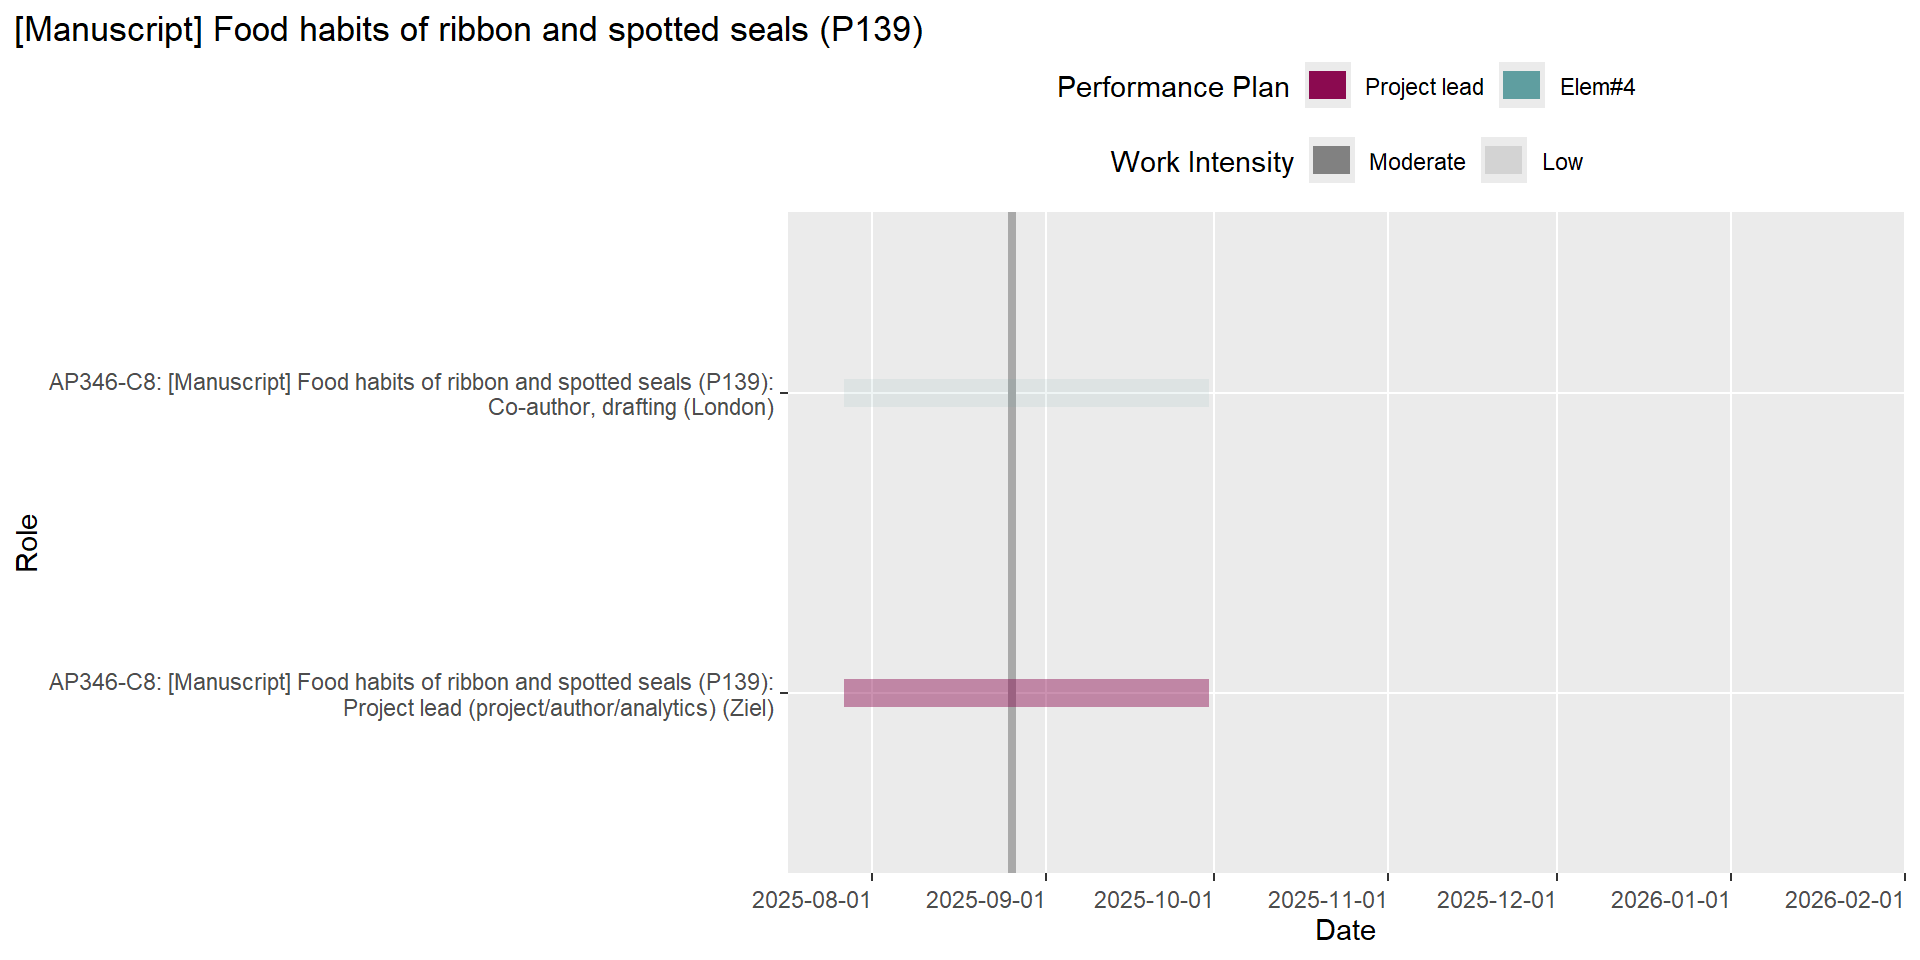 [Manuscript] Food habits of ribbon and spotted seals (P139)
Performance Plan Project lead Elem#4
Work Intensity Moderate Low
AP346-C8: [Manuscript] Food habits of ribbon and spotted seals (P139):
Co-author, drafting (London)
Role
AP346-C8: [Manuscript] Food habits of ribbon and spotted seals (P139):
Project lead (project/author/analytics) (Ziel)
2025-08-01 2025-09-01 2025-10-01 2025-11-01 2025-12-01 2026-01-01 2026-02-01
Date